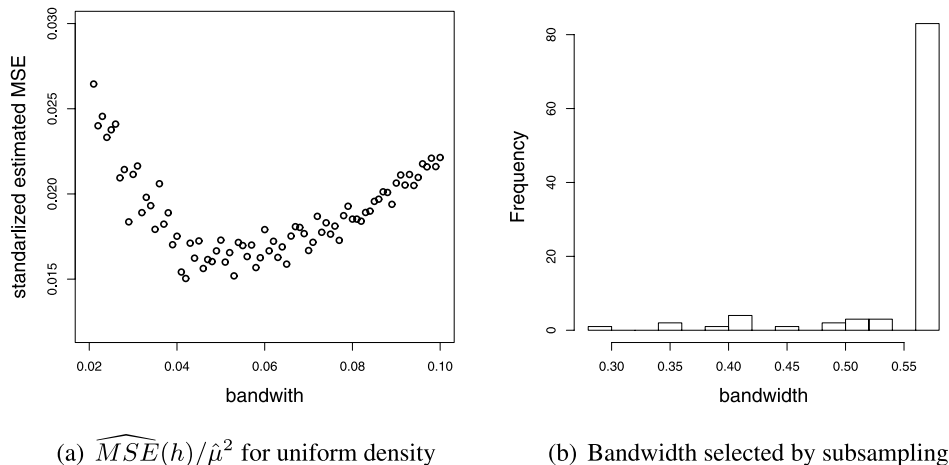 standarlized estimated MSE
0.015 0.020 0.025 0.030
0.02 0.04 0.06 0.08 0.10
bandwith
(a) $\widehat{MSE}(h)/\hat{\mu}^2$ for uniform density
Frequency
0 20 40 60 80
0.30 0.35 0.40 0.45 0.50 0.55
bandwidth
(b) Bandwidth selected by subsampling